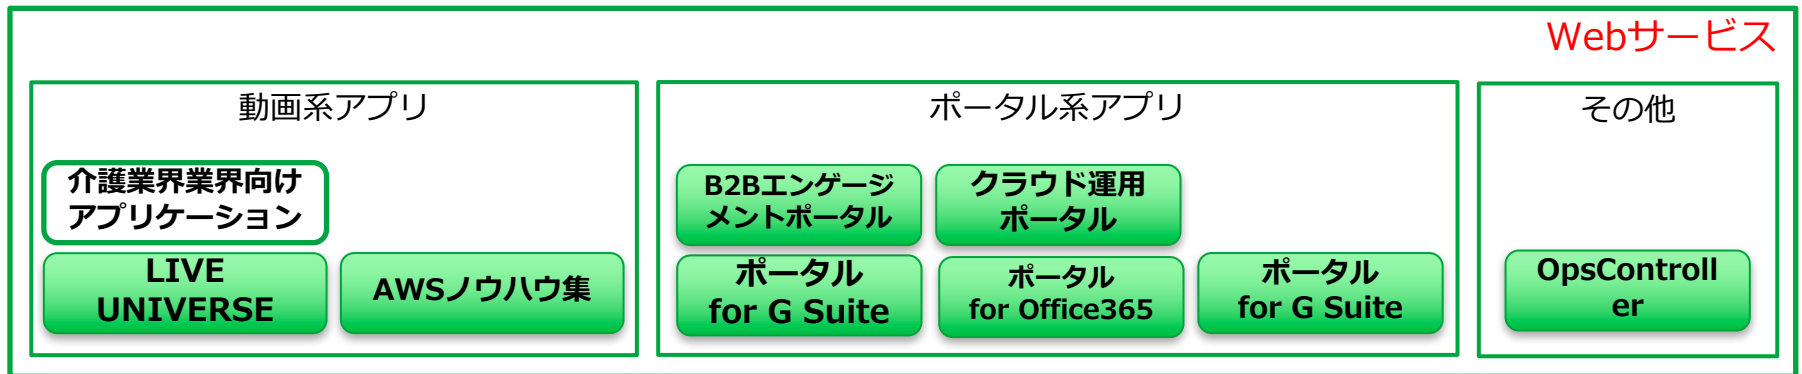 Webサービス
動画系アプリ
介護業界業界向け
アプリケーション
LIVE
UNIVERSE
AWSノウハウ集
ポータル系アプリ
B2Bエンゲージ
メントポータル
クラウド運用
ポータル
ポータル
for G Suite
ポータル
for Office365
ポータル
for G Suite
その他
OpsControll
er